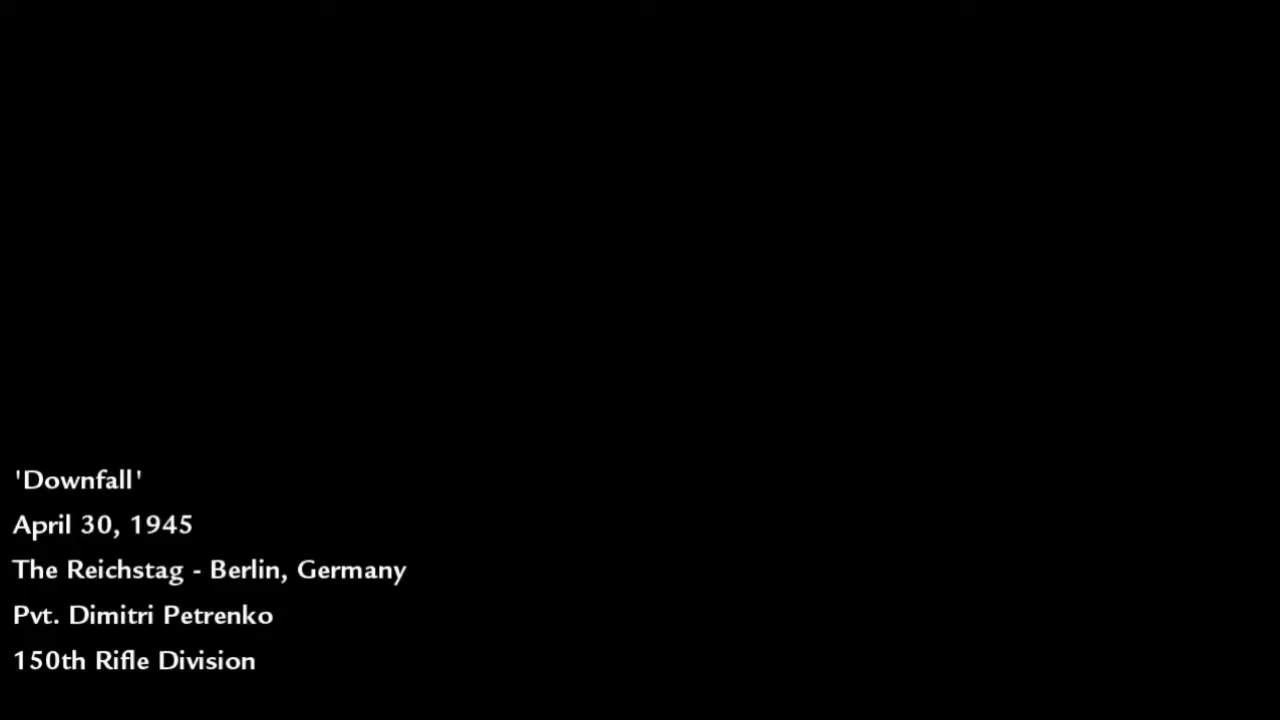 'Downfall'
April 30, 1945
The Reichstag - Berlin, Germany
Pvt. Dimitri Petrenko
150th Rifle Division